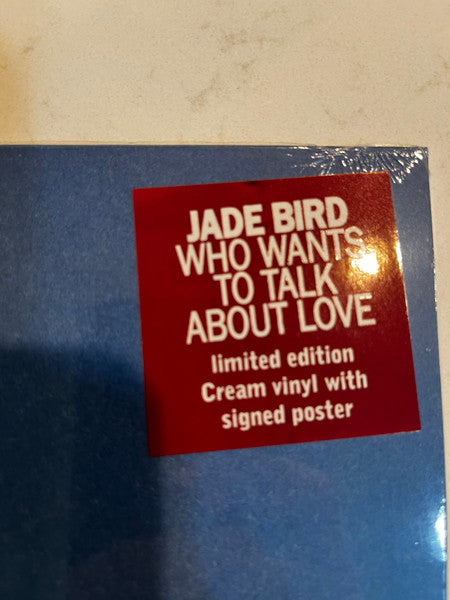 JADE BIRD
WHO WANTS
TO TALK
ABOUT LOVE
limited edition
Cream vinyl with
signed poster